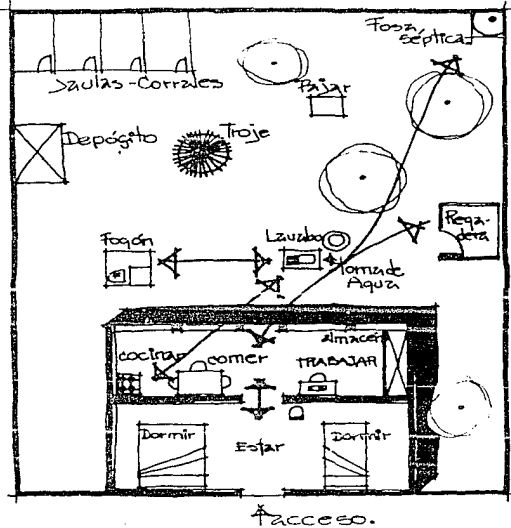 Fosa
séptica
Jaulas-Corrales
Pajar
Depósito
Troje
Rega-
dera
Fogón
Lavabo
Toma de
Agua
almacén
cocinar
comer
TRABAJAR
Dormir
Estar
Dormir
acceso.